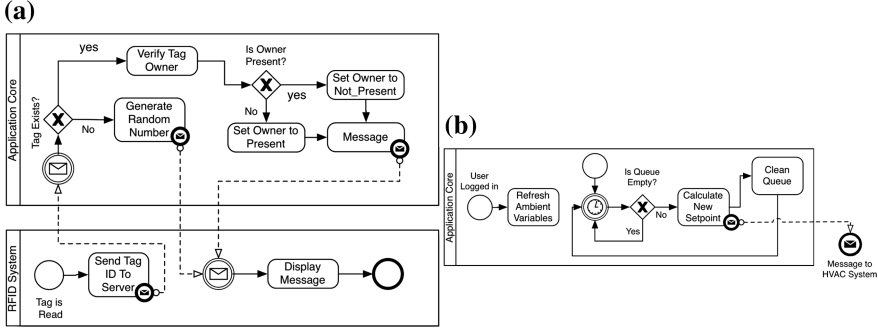 (a)
Application Core
Tag Exists?
yes
No
Verify Tag
Owner
Generate
Random
Number
Is Owner
Present?
yes
No
Set Owner to
Not_Present
Set Owner to
Present
Message
RFID System
Tag is
Read
Send Tag
ID To
Server
Display
Message
(b)
Application Core
User
Logged in
Refresh
Ambient
Variables
Is Queue
Empty?
No
Yes
Calculate
New
Setpoint
Clean
Queue
Message to
HVAC System